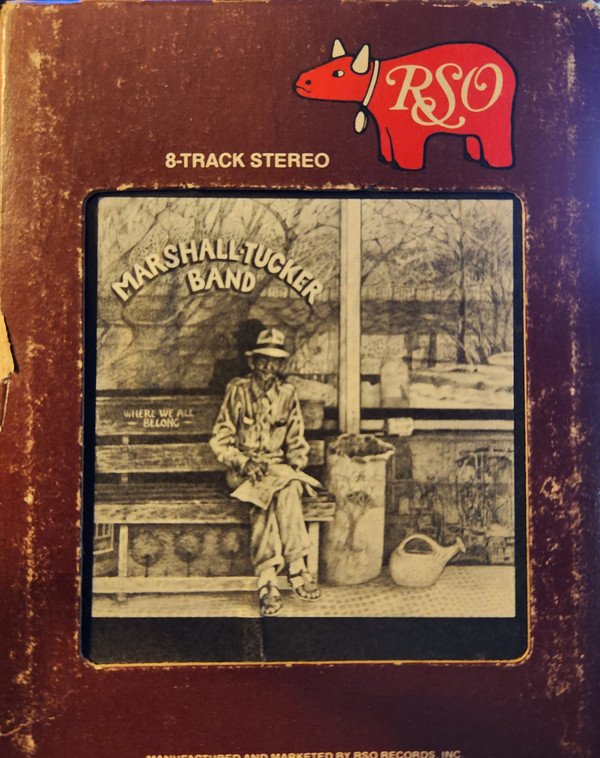 RSO
8-TRACK STEREO
MARSHALL TUCKER
BAND
WHERE WE ALL
BELONG
MANUFACTURED AND MARKETED BY RSO RECORDS, INC.